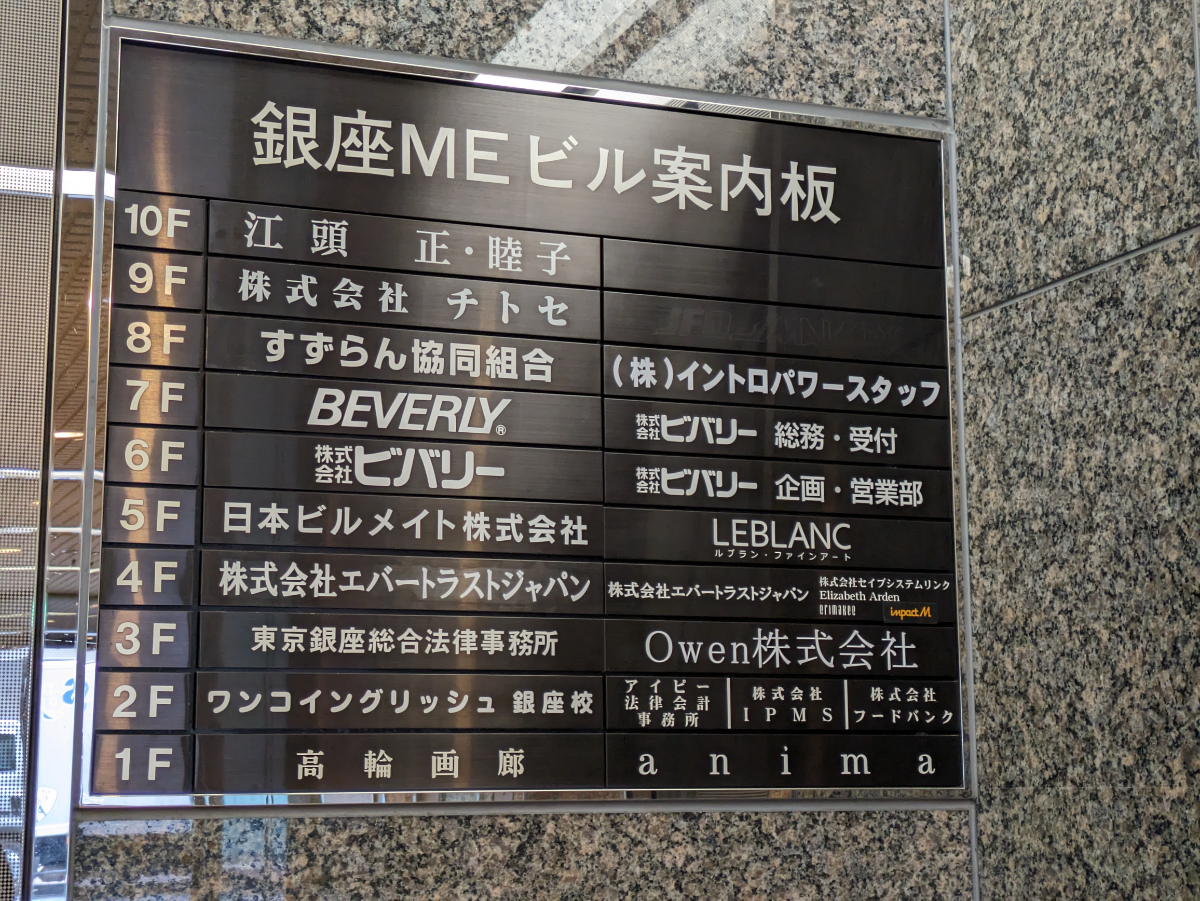 銀座MEビル案内板
10F 江頭 正・睦子
9F 株式会社 チトセ
8F すずらん協同組合 (株)イントロパワースタッフ
7F BEVERLY® 株式会社ビバリー 総務・受付
6F 株式会社ビバリー 株式会社ビバリー 企画・営業部
5F 日本ビルメイト株式会社 LEBLANC
ルブラン・ファインアート
4F 株式会社エバートラストジャパン 株式会社エバートラストジャパン 株式会社セイブシステムリンク
Elizabeth Arden
erimakee impactM
3F 東京銀座総合法律事務所 Owen株式会社
2F ワンコイングリッシュ 銀座校 アイピー法律会計事務所 株式会社IPMS 株式会社フードバンク
1F 高輪画廊 anima